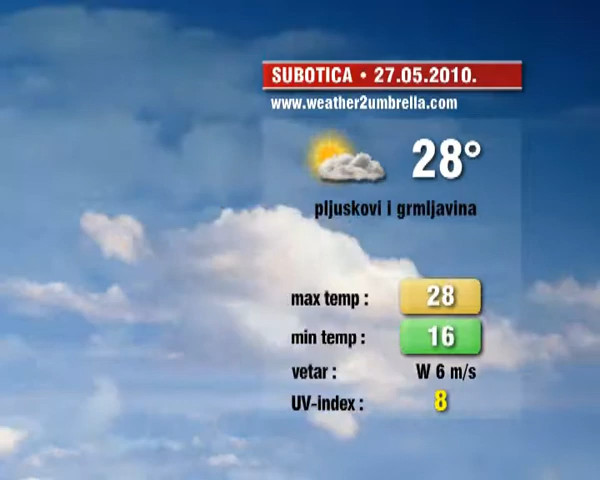 SUBOTICA • 27.05.2010.
www.weather2umbrella.com
28°
pljuskovi i grmljavina
max temp : 28
min temp : 16
vetar : W 6 m/s
UV-index : 8